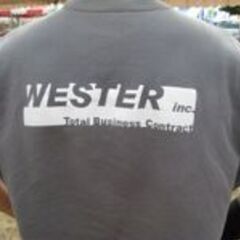 WESTER inc.
Total Business Contract